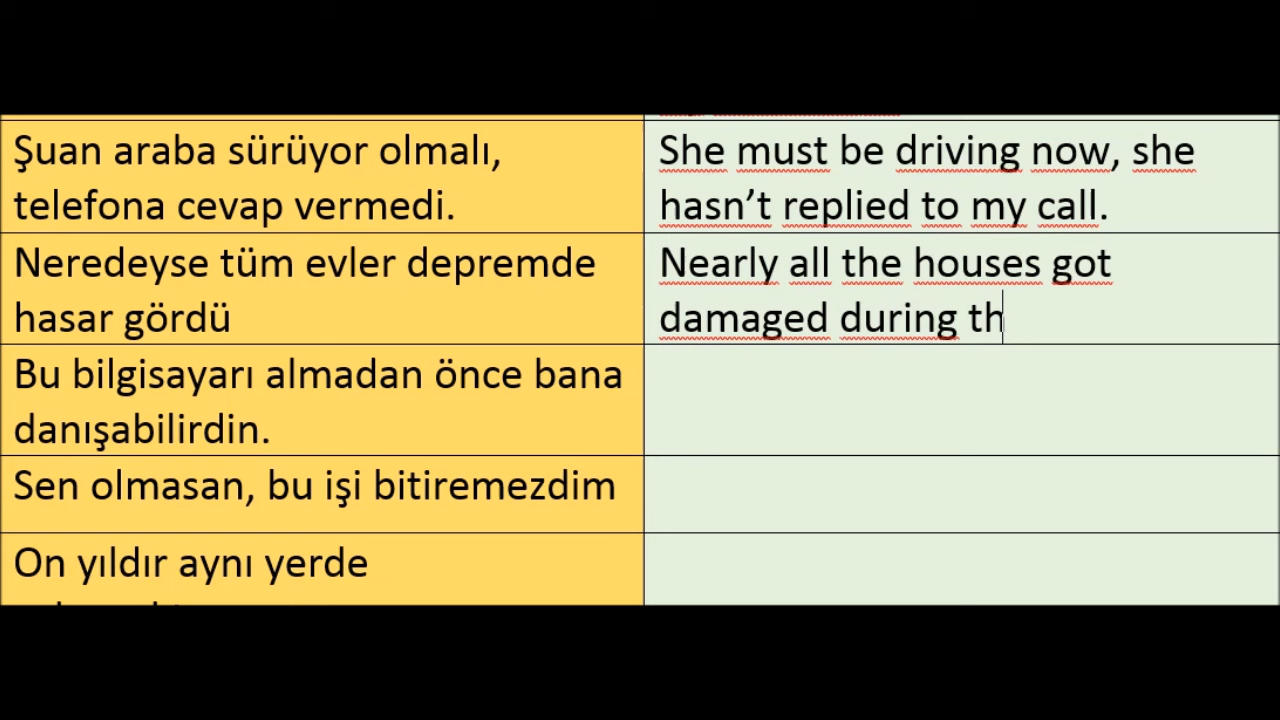 Şuan araba sürüyor olmalı,
telefona cevap vermedi.
She must be driving now, she
hasn’t replied to my call.
Neredeyse tüm evler depremde
hasar gördü
Nearly all the houses got
damaged during th
Bu bilgisayarı almadan önce bana
danışabilirdin.
Sen olmasan, bu işi bitiremezdim
On yıldır aynı yerde